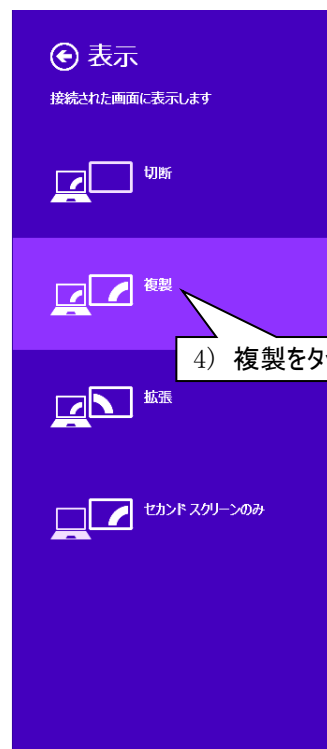 表示
接続された画面に表示します
切断
複製
4) 複製をタ
拡張
セカンド スクリーンのみ